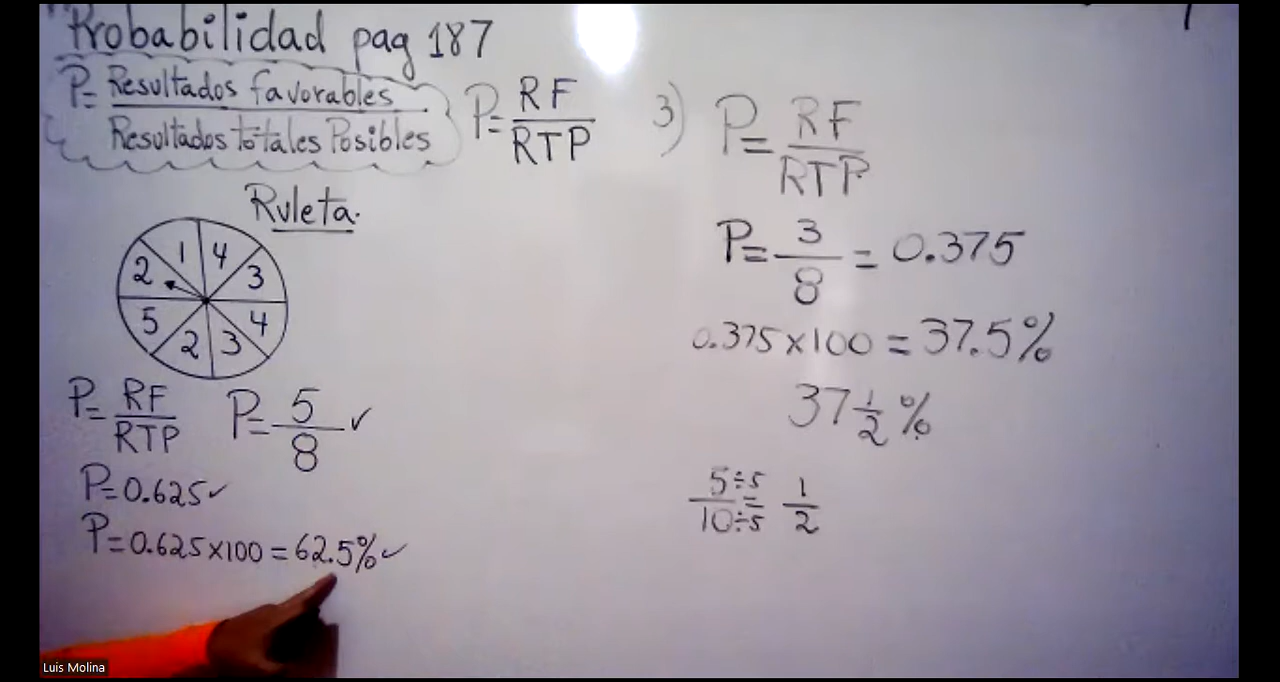 Probabilidad pag 187
P= Resultados favorables
Resultados totales Posibles
P= RF
RTP
Ruleta.
1 4
2 3
5 4
2 3
P= RF
RTP
P= 5
8
P=0.625
P=0.625x100=62.5%
3) P= RF
RTP
P= 3
8
= 0.375
0.375x100=37.5%
37 1/2 %
5÷5
10÷5
= 1
2
Luis Molina